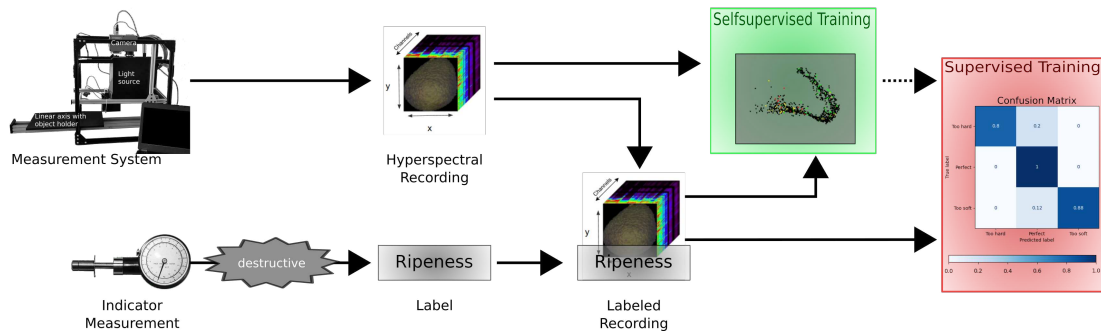 Camera
Light
source
Linear axis with
object holder
Measurement System
Channels
y
x
Hyperspectral
Recording
Selfsupervised Training
Supervised Training
Confusion Matrix
True label
Too hard
0.8
0.2
0
Perfect
0
1
0
Too soft
0
0.12
0.88
Too hard
Perfect
Too soft
Predicted label
0.0
0.2
0.4
0.6
0.8
1.0
Channels
y
x
Ripeness
Labeled
Recording
destructive
Indicator
Measurement
Ripeness
Label